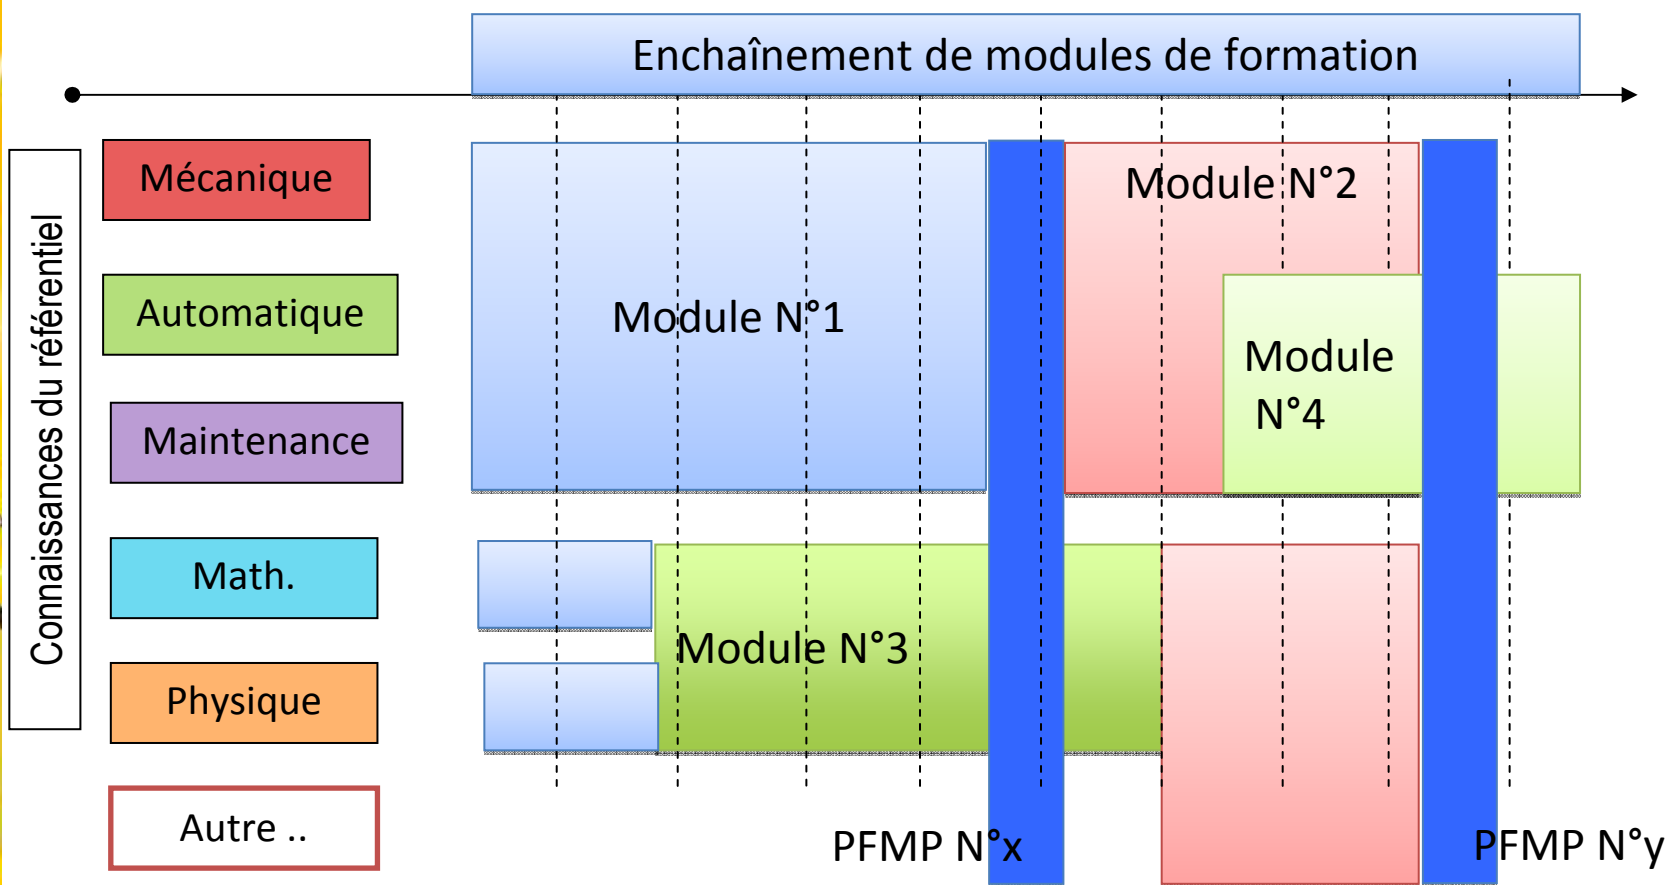 Enchaînement de modules de formation
Connaissances du référentiel
Mécanique
Module N°2
Automatique
Module N°1
Module
N°4
Maintenance
Math.
Module N°3
Physique
Autre ..
PFMP N°x
PFMP N°y